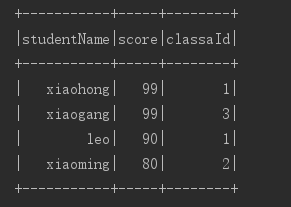 +-----------+-----+--------+
|studentName|score|classaId|
+-----------+-----+--------+
|   xiaohong|   99|       1|
|   xiaogang|   99|       3|
|        leo|   90|       1|
|   xiaoming|   80|       2|
+-----------+-----+--------+